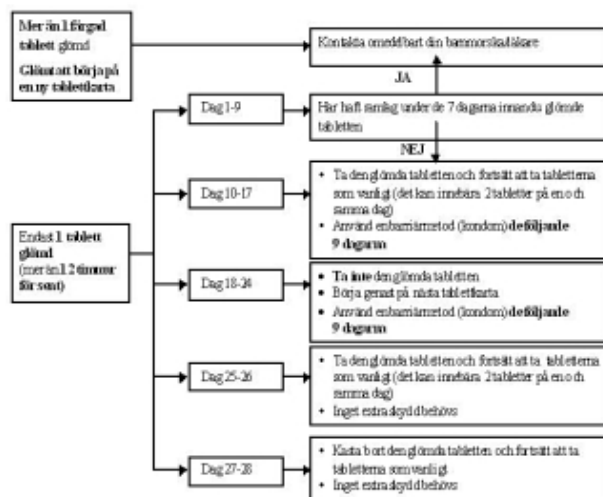 Mer än 1 färgad
tablett glömd
Glömt att börja på
en ny tablettkarta
Kontakta omedelbart din barnmorska/läkare
JA
Dag 1-9
Har haft samlag under de 7 dagarna innan du glömde
tabletten
NEJ
Dag 10-17
• Ta den glömda tabletten och fortsätt att ta tabletterna
som vanligt (det kan innebära 2 tabletter på en och
samma dag)
• Använd en barriärmetod (kondom) de följande
9 dagarna
Endast 1 tablett
glömd
(mer än 12 timmar
för sent)
Dag 18-24
• Ta inte den glömda tabletten
• Börja genast på nästa tablettkarta
• Använd en barriärmetod (kondom) de följande
9 dagarna
Dag 25-26
• Ta den glömda tabletten och fortsätt att ta tabletterna
som vanligt (det kan innebära 2 tabletter på en och
samma dag)
• Inget extra skydd behövs
Dag 27-28
• Kasta bort den glömda tabletten och fortsätt att ta
tabletterna som vanligt
• Inget extra skydd behövs